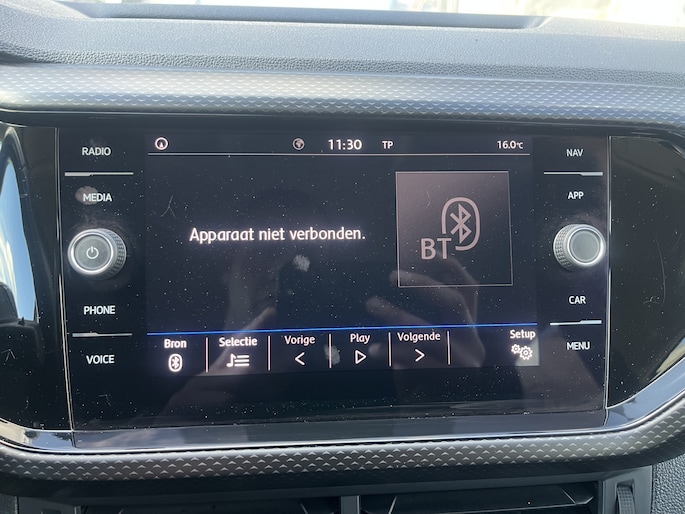 RADIO
MEDIA
PHONE
VOICE
11:30 TP 16.0°C
Apparaat niet verbonden.
BT
Bron Selectie Vorige Play Volgende Setup
NAV
APP
CAR
MENU